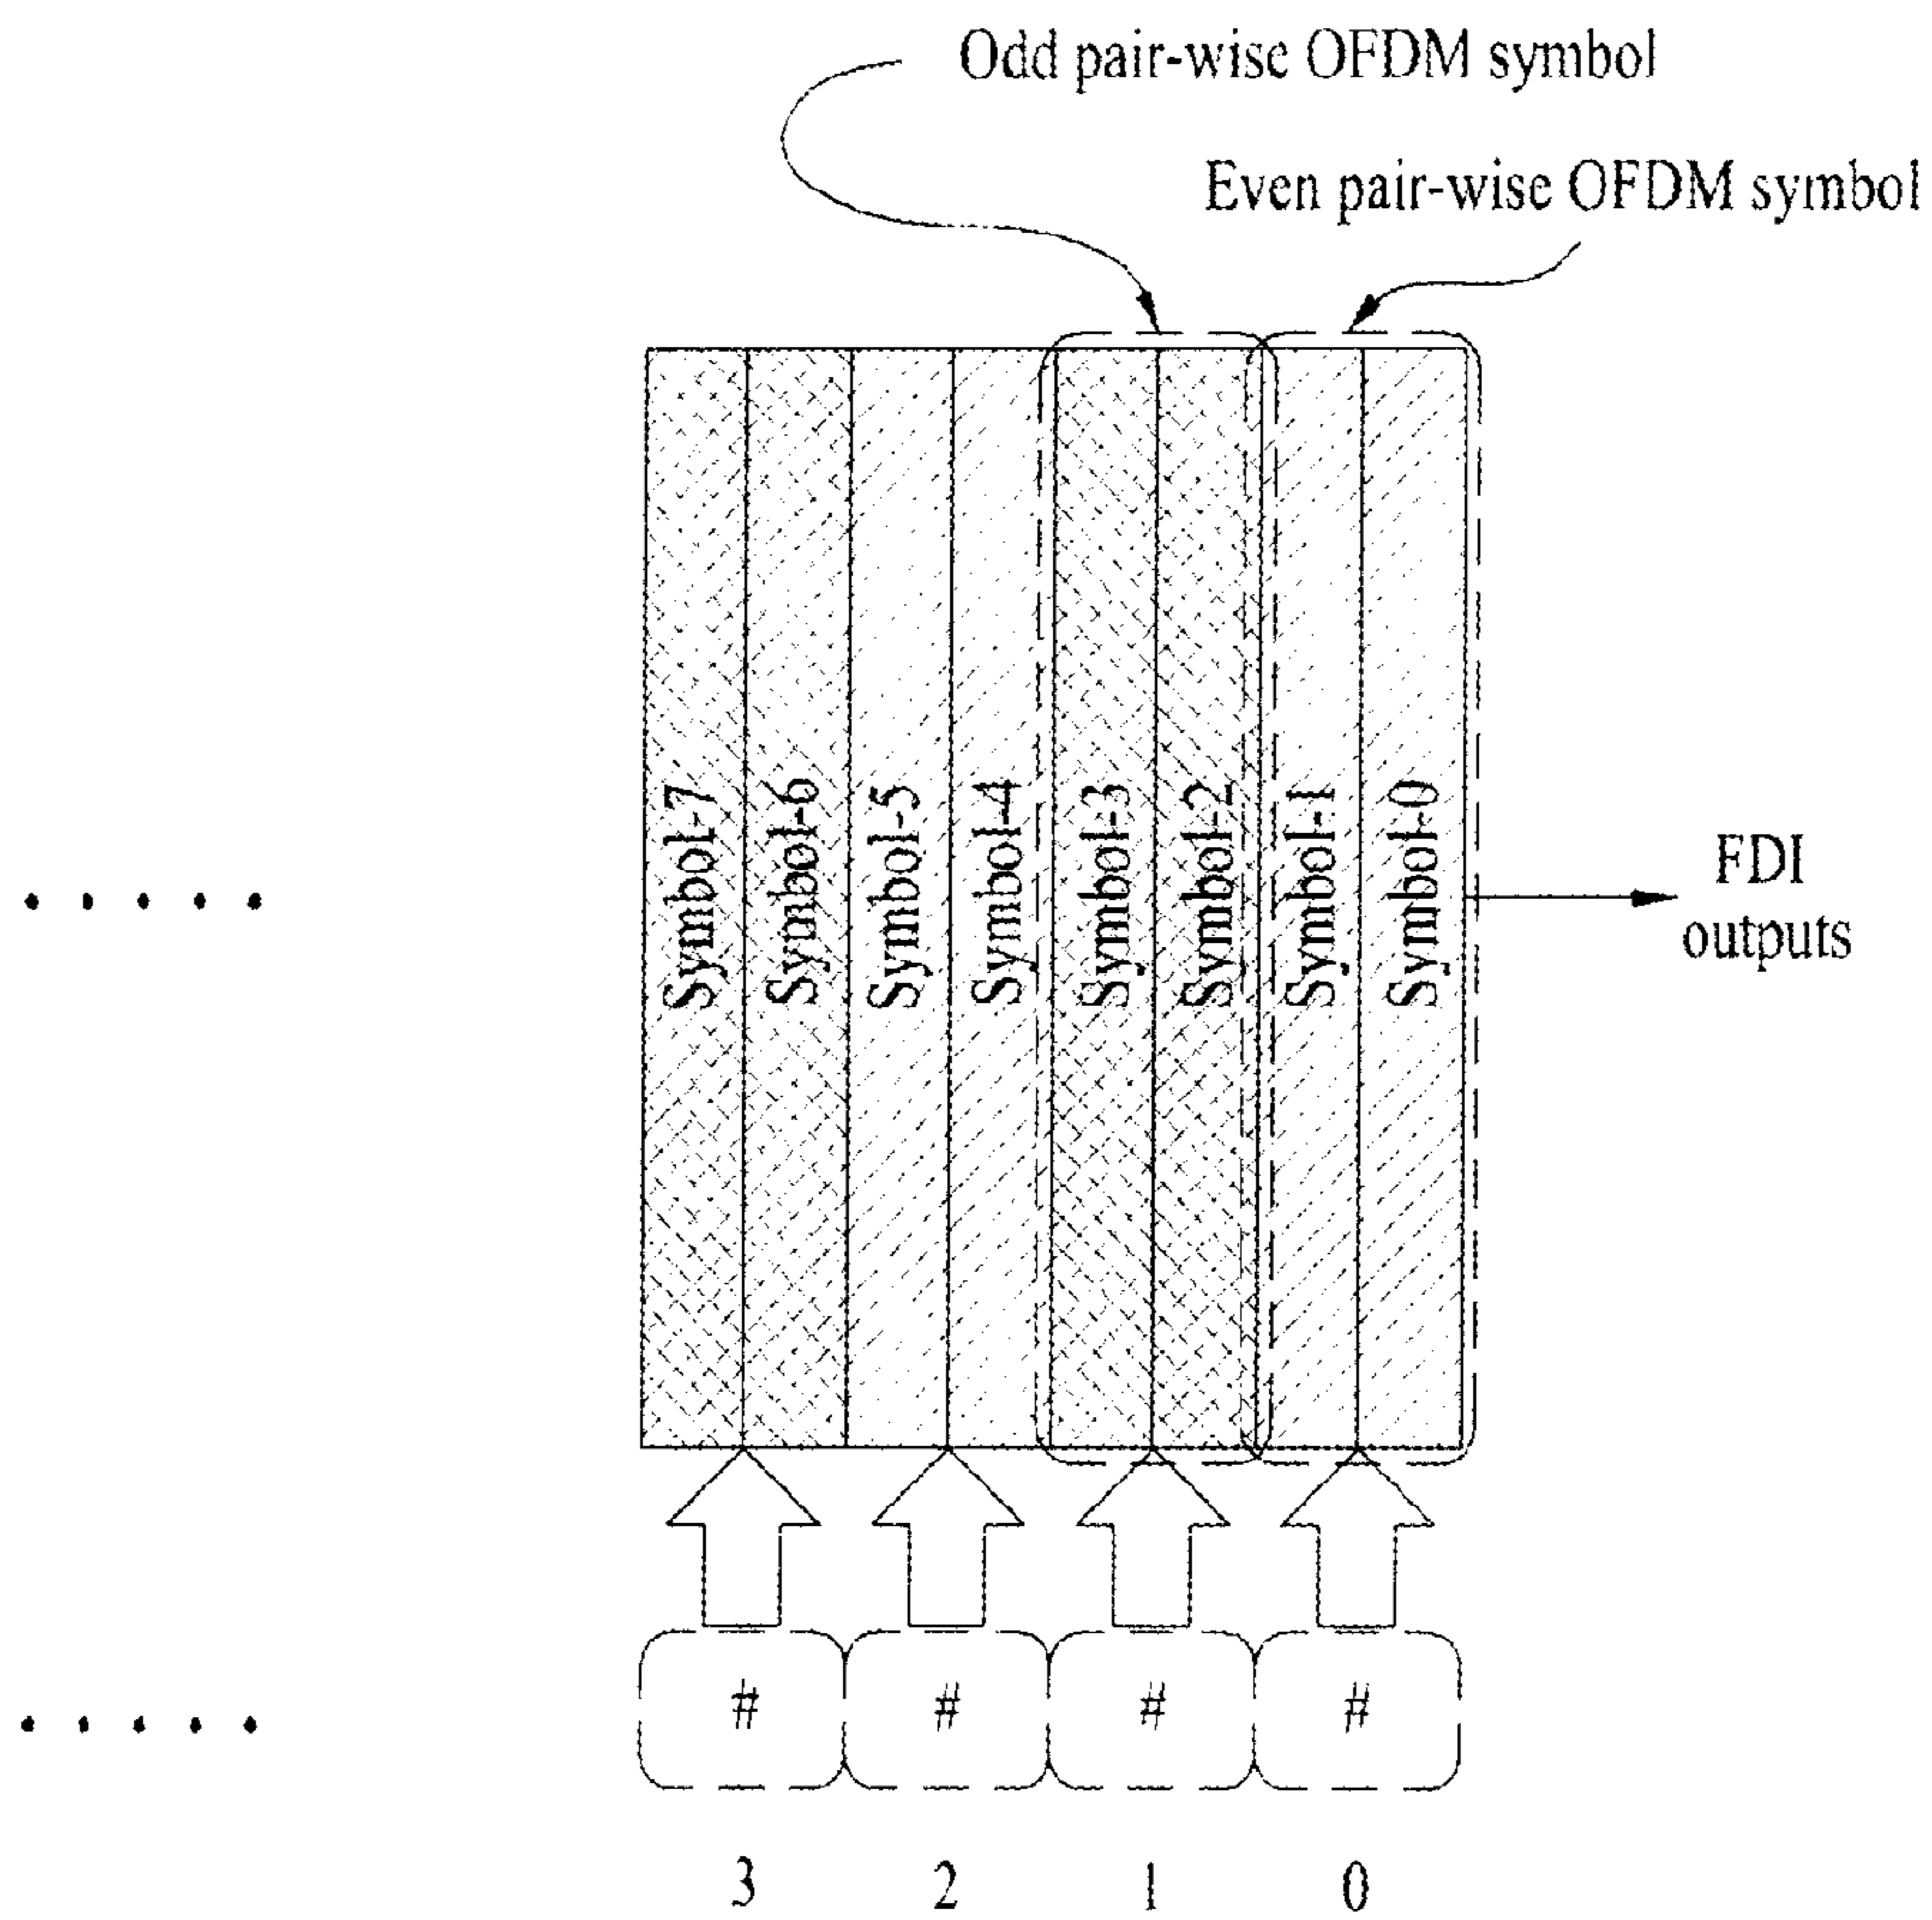 Odd pair-wise OFDM symbol
Even pair-wise OFDM symbol
Symbol-7
Symbol-6
Symbol-5
Symbol-4
Symbol-3
Symbol-2
Symbol-1
Symbol-0
FDI
outputs
# # # #
3 2 1 0